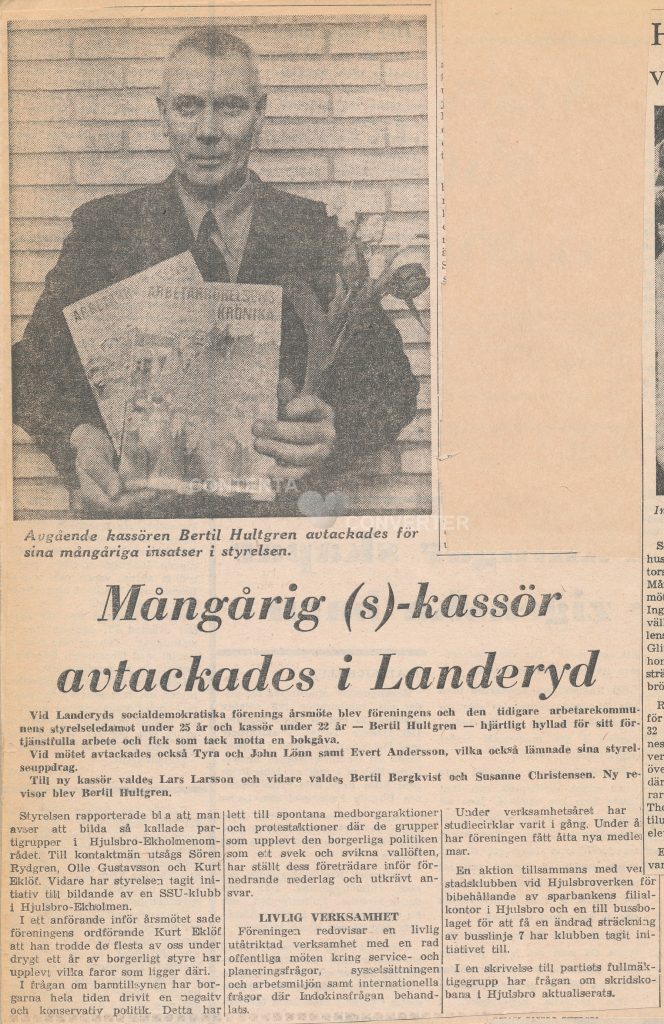 ARBETAR- ARBETARRÖRELSENS
KRÖNIKA
CONTENTA
CONVERTER
Avgående kassören Bertil Hultgren avtackades för
sina mångåriga insatser i styrelsen.
Mångårig (s)-kassör
avtackades i Landeryd
Vid Landeryds socialdemokratiska förenings årsmöte blev föreningens och den tidigare arbetarekommu-
nens styrelseledamot under 25 år och kassör under 22 år — Bertil Hultgren — hjärtligt hyllad för sitt för-
tjänstfulla arbete och fick som tack motta en bokgåva.
Vid mötet avtackades också Tyra och John Lönn samt Evert Andersson, vilka också lämnade sina styrel-
seuppdrag.
Till ny kassör valdes Lars Larsson och vidare valdes Bertil Bergkvist och Susanne Christensen. Ny re-
visor blev Bertil Hultgren.
Styrelsen rapporterade bl a att man
avser att bilda så kallade par-
tigrupper i Hjulsbro-Ekholmenom-
rådet. Till kontaktmän utsågs Sören
Rydgren, Olle Gustavsson och Kurt
Eklöf. Vidare har styrelsen tagit ini-
tiativ till bildande av en SSU-klubb
i Hjulsbro-Ekholmen.
I ett anförande inför årsmötet sade
föreningens ordförande Kurt Eklöf
att han trodde de flesta av oss under
drygt ett år av borgerligt styre har
upplevt vilka faror som ligger däri.
I frågan om barntillsynen har bor-
garna hela tiden drivit en negaitv
och konservativ politik. Detta har
lett till spontana medborgaraktioner
och protestaktioner där de grupper
som upplevt den borgerliga politiken
som ett svek och svikna vallöften,
har ställt dess företrädare inför för-
nedrande nederlag och utkrävt an-
svar.
LIVLIG VERKSAMHET
Föreningen redovisar en livlig
utåtriktad verksamhet med en rad
offentliga möten kring service- och
planeringsfrågor, sysselsättningen
och arbetsmiljön samt internationella
frågor där Indokinafrågan behand-
lats.
Under verksamhetsåret har
studiecirklar varit i gång. Under å
har föreningen fått åtta nya medlem
mar.
En aktion tillsammans med ver
stadsklubben vid Hjulsbroverken för
bibehållande av sparbankens filial-
kontor i Hjulsbro och en till bussbo-
laget för att få en ändrad sträckning
av busslinje 7 har klubben tagit ini-
tiativet till.
I en skrivelse till partiets fullmäk-
tigegrupp har frågan om skridsko-
bana i Hjulsbro aktualiserats.